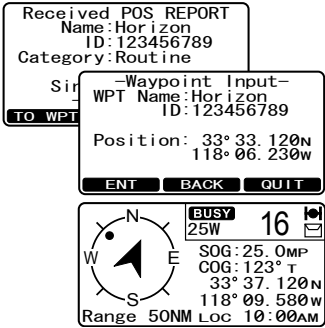 Received POS REPORT
Name:Horizon
ID:123456789
Category:Routine
TO WPT
–Waypoint Input–
WPT Name:Horizon
ID:123456789
Position: 33°33.120N
118°06.230W
ENT BACK QUIT
N
W E
S
Range 50NM
BUSY
25W 16
SOG:25.0MP
COG:123°T
33°37.120N
118°09.580W
LOC 10:00AM